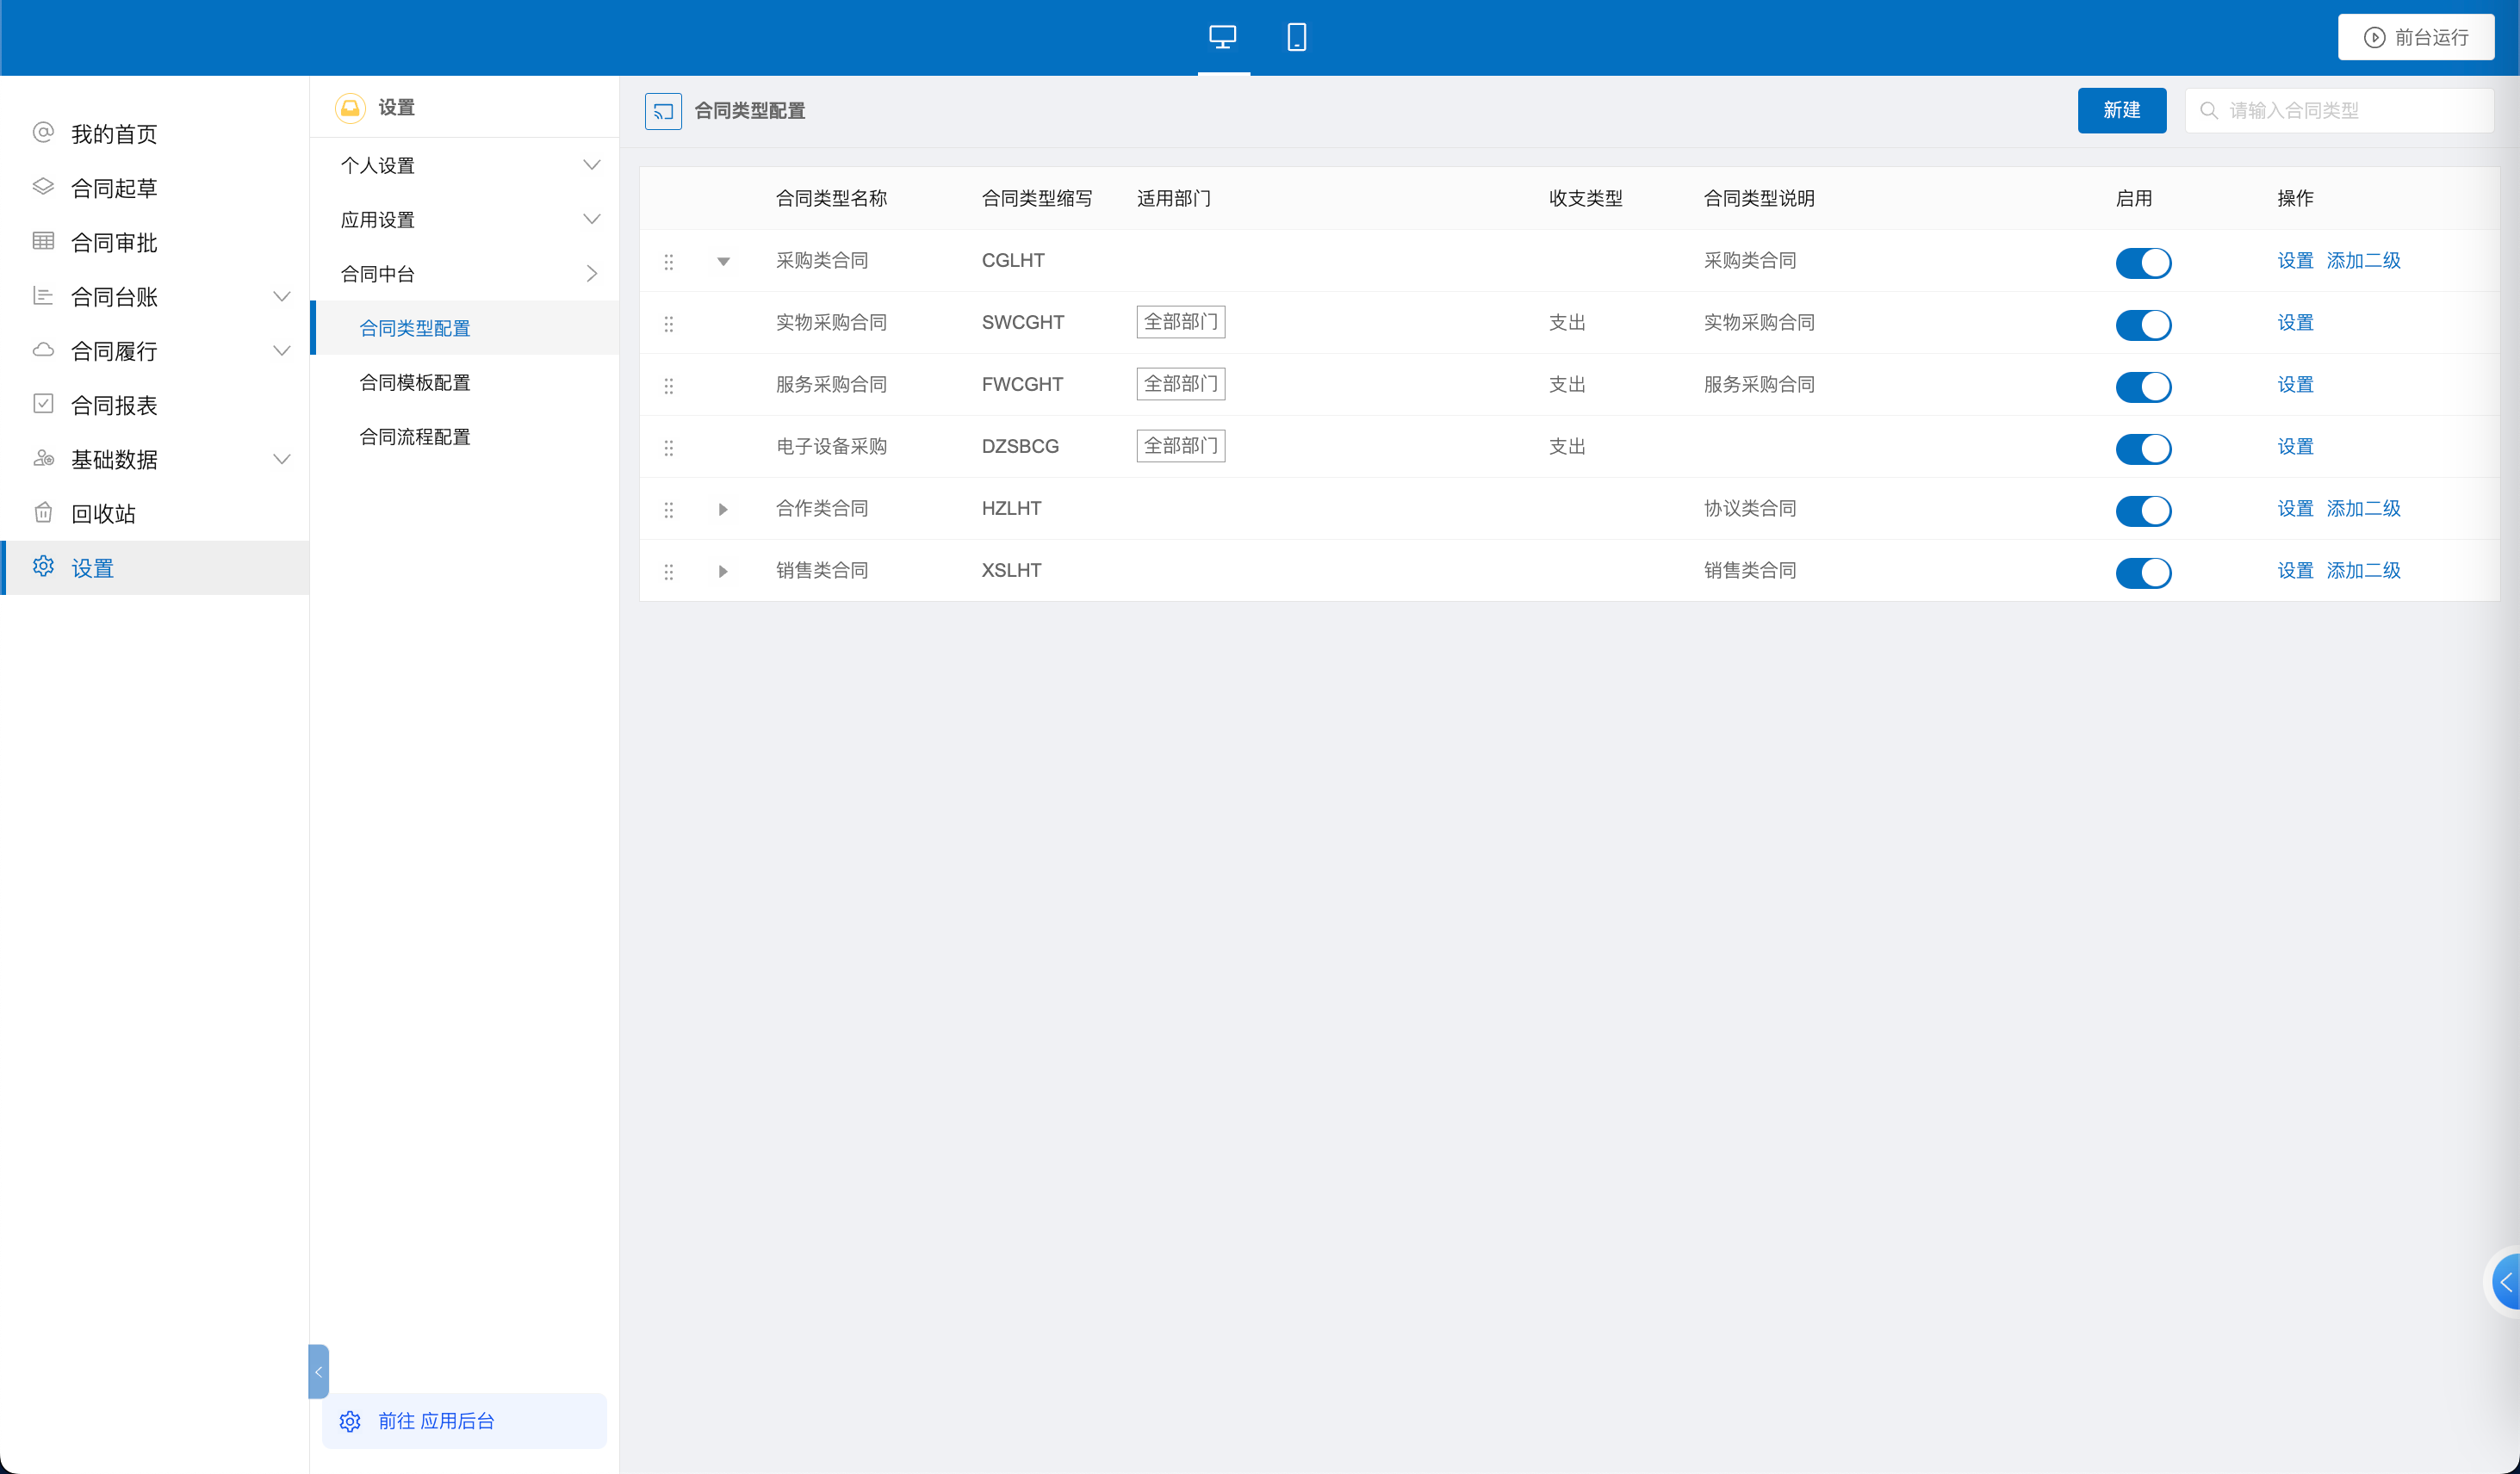 前台运行
我的首页
合同起草
合同审批
合同台账
合同履行
合同报表
基础数据
回收站
设置
设置
个人设置
应用设置
合同中台
合同类型配置
合同模板配置
合同流程配置
前往 应用后台
合同类型配置
新建 请输入合同类型
合同类型名称 合同类型缩写 适用部门 收支类型 合同类型说明 启用 操作
采购类合同 CGLHT 采购类合同 设置 添加二级
实物采购合同 SWCGHT 全部部门 支出 实物采购合同 设置
服务采购合同 FWCGHT 全部部门 支出 服务采购合同 设置
电子设备采购 DZSBCG 全部部门 支出 设置
合作类合同 HZLHT 协议类合同 设置 添加二级
销售类合同 XSLHT 销售类合同 设置 添加二级